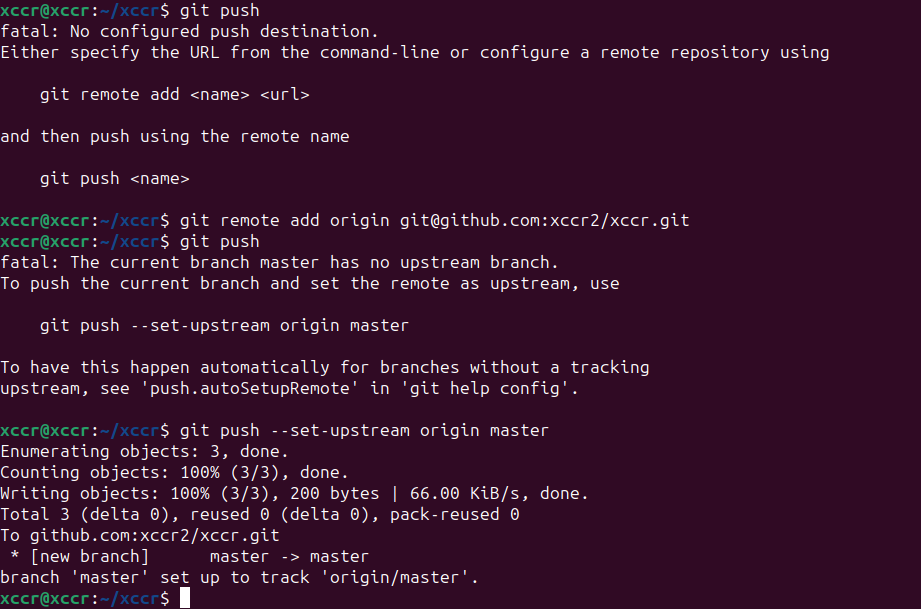 xccr@xccr:~/xccr$ git push
fatal: No configured push destination.
Either specify the URL from the command-line or configure a remote repository using
git remote add <name> <url>
and then push using the remote name
git push <name>
xccr@xccr:~/xccr$ git remote add origin git@github.com:xccr2/xccr.git
xccr@xccr:~/xccr$ git push
fatal: The current branch master has no upstream branch.
To push the current branch and set the remote as upstream, use
git push --set-upstream origin master
To have this happen automatically for branches without a tracking
upstream, see 'push.autoSetupRemote' in 'git help config'.
xccr@xccr:~/xccr$ git push --set-upstream origin master
Enumerating objects: 3, done.
Counting objects: 100% (3/3), done.
Writing objects: 100% (3/3), 200 bytes | 66.00 KiB/s, done.
Total 3 (delta 0), reused 0 (delta 0), pack-reused 0
To github.com:xccr2/xccr.git
 * [new branch]      master -> master
branch 'master' set up to track 'origin/master'.
xccr@xccr:~/xccr$